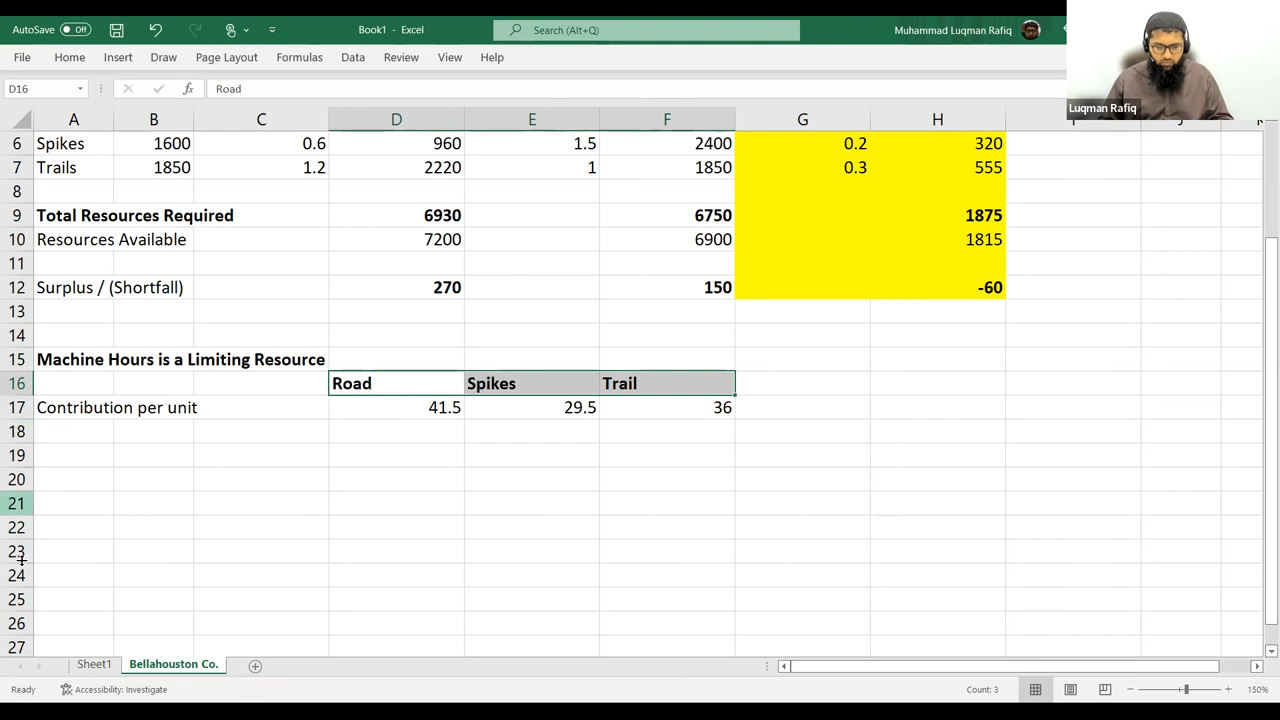 AutoSave Off Book1 - Excel Search (Alt+Q) Muhammad Luqman Rafiq
File Home Insert Draw Page Layout Formulas Data Review View Help
D16 fx Road
Luqman Rafiq
A B C D E F G H
6 Spikes 1600 0.6 960 1.5 2400 0.2 320
7 Trails 1850 1.2 2220 1 1850 0.3 555
8
9 Total Resources Required 6930 6750 1875
10 Resources Available 7200 6900 1815
11
12 Surplus / (Shortfall) 270 150 -60
13
14
15 Machine Hours is a Limiting Resource
16 Road Spikes Trail
17 Contribution per unit 41.5 29.5 36
18
19
20
21
22
23
24
25
26
27
Sheet1 Bellahouston Co.
Ready Accessibility: Investigate Count: 3 150%